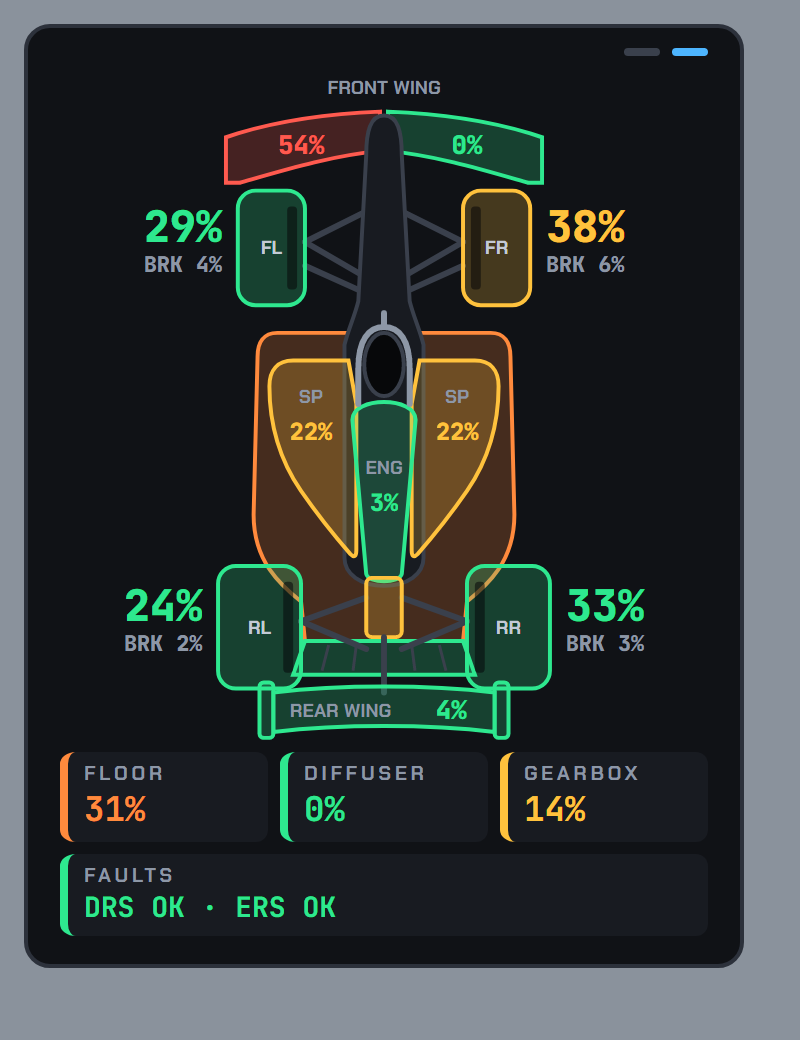 FRONT WING
54% 0%
29% FL FR 38%
BRK 4% BRK 6%
SP SP
22% 22%
ENG
3%
24% RL RR 33%
BRK 2% BRK 3%
REAR WING 4%
FLOOR DIFFUSER GEARBOX
31% 0% 14%
FAULTS
DRS OK · ERS OK